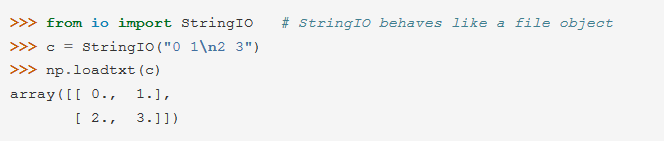 >>> from io import StringIO   # StringIO behaves like a file object
>>> c = StringIO("0 1\n2 3")
>>> np.loadtxt(c)
array([[ 0.,  1.],
       [ 2.,  3.]])